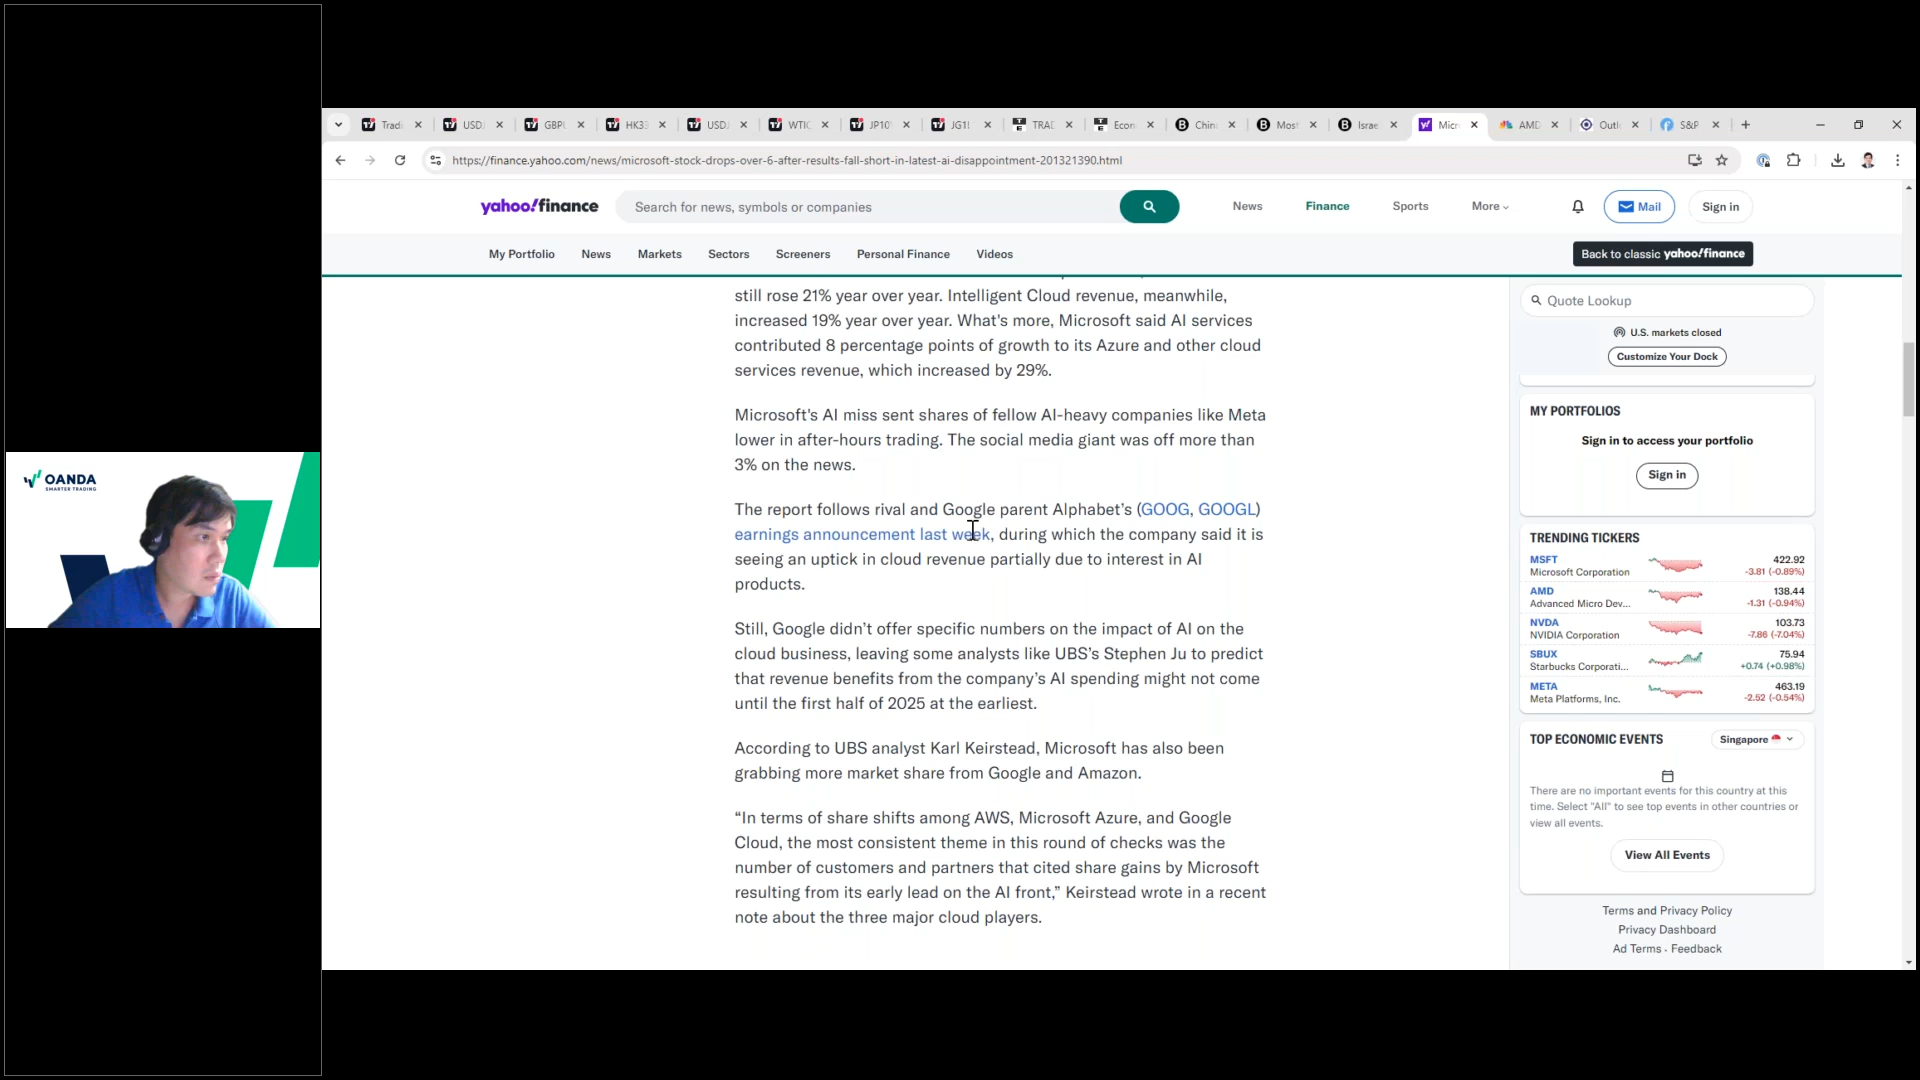 Tradi
USD.
GBPU
HK33
USD.
WTIC
JP10
JG1!
TRAD
Econ
Chin
Most
Israe
Micr
AMD
Outl
S&P
https://finance.yahoo.com/news/microsoft-stock-drops-over-6-after-results-fall-short-in-latest-ai-disappointment-201321390.html
yahoo!finance
Search for news, symbols or companies
News
Finance
Sports
More
Mail
Sign in
My Portfolio
News
Markets
Sectors
Screeners
Personal Finance
Videos
Back to classic yahoo!finance
still rose 21% year over year. Intelligent Cloud revenue, meanwhile,
increased 19% year over year. What's more, Microsoft said AI services
contributed 8 percentage points of growth to its Azure and other cloud
services revenue, which increased by 29%.
Microsoft's AI miss sent shares of fellow AI-heavy companies like Meta
lower in after-hours trading. The social media giant was off more than
3% on the news.
The report follows rival and Google parent Alphabet’s (GOOG, GOOGL)
earnings announcement last week, during which the company said it is
seeing an uptick in cloud revenue partially due to interest in AI
products.
Still, Google didn’t offer specific numbers on the impact of AI on the
cloud business, leaving some analysts like UBS’s Stephen Ju to predict
that revenue benefits from the company’s AI spending might not come
until the first half of 2025 at the earliest.
According to UBS analyst Karl Keirstead, Microsoft has also been
grabbing more market share from Google and Amazon.
“In terms of share shifts among AWS, Microsoft Azure, and Google
Cloud, the most consistent theme in this round of checks was the
number of customers and partners that cited share gains by Microsoft
resulting from its early lead on the AI front,” Keirstead wrote in a recent
note about the three major cloud players.
Quote Lookup
U.S. markets closed
Customize Your Dock
MY PORTFOLIOS
Sign in to access your portfolio
Sign in
TRENDING TICKERS
MSFT 422.92
Microsoft Corporation -3.81 (-0.89%)
AMD 138.44
Advanced Micro Dev... -1.31 (-0.94%)
NVDA 103.73
NVIDIA Corporation -7.86 (-7.04%)
SBUX 75.94
Starbucks Corporati... +0.74 (+0.98%)
META 463.19
Meta Platforms, Inc. -2.52 (-0.54%)
TOP ECONOMIC EVENTS
Singapore
There are no important events for this country at this
time. Select "All" to see top events in other countries or
view all events.
View All Events
Terms and Privacy Policy
Privacy Dashboard
Ad Terms • Feedback
OANDA
SMARTER TRADING